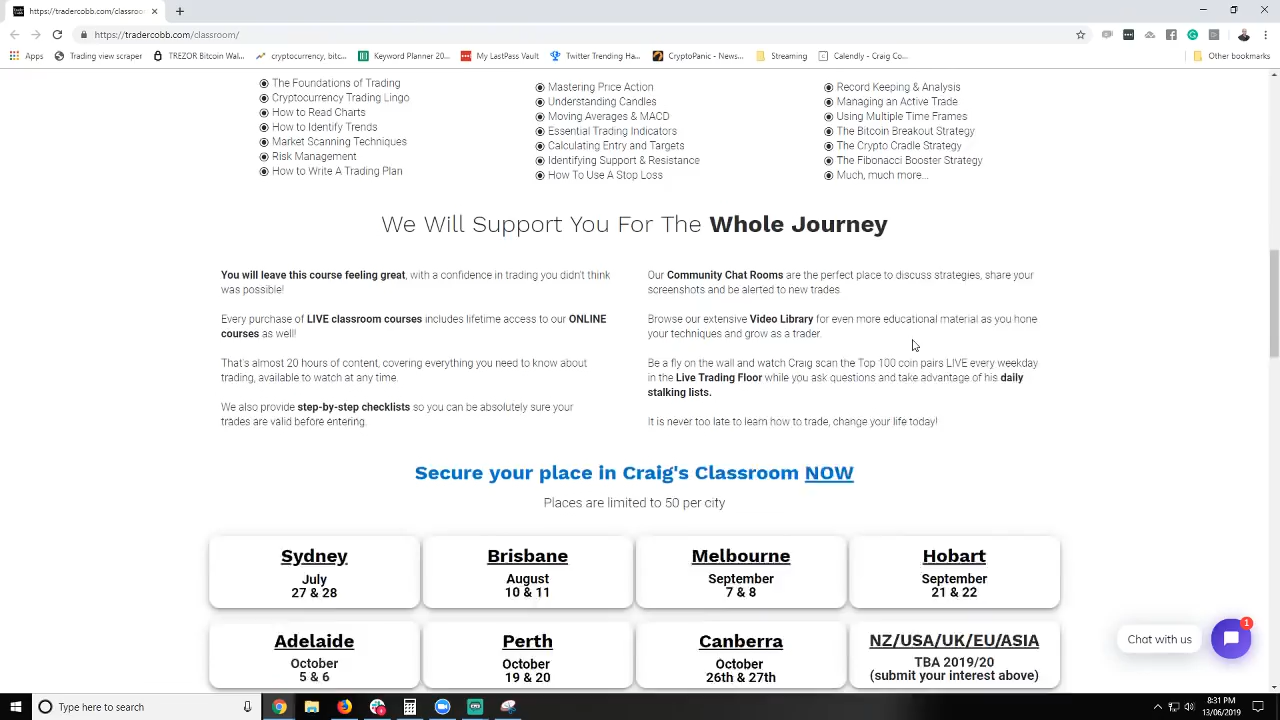 https://tradercobb.com/classroom
https://tradercobb.com/classroom/
Apps
Trading view scraper
TREZOR Bitcoin Wal...
cryptocurrency, bitc...
Keyword Planner 20...
My LastPass Vault
Twitter Trending Ha...
CryptoPanic - News...
Streaming
Calendly - Craig Co...
Other bookmarks
The Foundations of Trading
Cryptocurrency Trading Lingo
How to Read Charts
How to Identify Trends
Market Scanning Techniques
Risk Management
How to Write A Trading Plan
Mastering Price Action
Understanding Candles
Moving Averages & MACD
Essential Trading Indicators
Calculating Entry and Targets
Identifying Support & Resistance
How To Use A Stop Loss
Record Keeping & Analysis
Managing an Active Trade
Using Multiple Time Frames
The Bitcoin Breakout Strategy
The Crypto Cradle Strategy
The Fibonacci Booster Strategy
Much, much more...
We Will Support You For The Whole Journey
You will leave this course feeling great, with a confidence in trading you didn't think
was possible!
Every purchase of LIVE classroom courses includes lifetime access to our ONLINE
courses as well!
That's almost 20 hours of content, covering everything you need to know about
trading, available to watch at any time.
We also provide step-by-step checklists so you can be absolutely sure your
trades are valid before entering.
Our Community Chat Rooms are the perfect place to discuss strategies, share your
screenshots and be alerted to new trades.
Browse our extensive Video Library for even more educational material as you hone
your techniques and grow as a trader.
Be a fly on the wall and watch Craig scan the Top 100 coin pairs LIVE every weekday
in the Live Trading Floor while you ask questions and take advantage of his daily
stalking lists.
It is never too late to learn how to trade, change your life today!
Secure your place in Craig's Classroom NOW
Places are limited to 50 per city
Sydney
July
27 & 28
Brisbane
August
10 & 11
Melbourne
September
7 & 8
Hobart
September
21 & 22
Adelaide
October
5 & 6
Perth
October
19 & 20
Canberra
October
26th & 27th
NZ/USA/UK/EU/ASIA
TBA 2019/20
(submit your interest above)
Chat with us
1
Type here to search
8:31 PM
13/06/2019